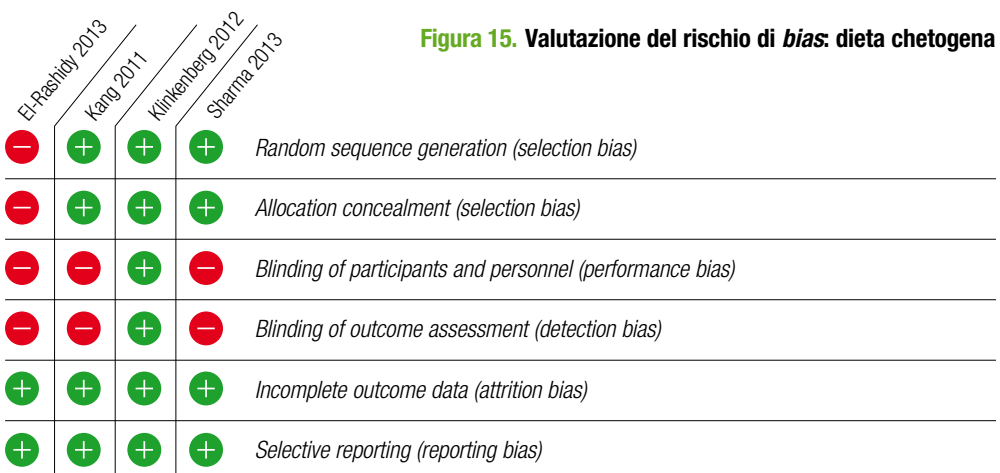 Figura 15. Valutazione del rischio di bias: dieta chetogena
El-Rashidy 2013
Kang 2011
Klinkenberg 2012
Sharma 2013
− + + + Random sequence generation (selection bias)
− + + + Allocation concealment (selection bias)
− − + − Blinding of participants and personnel (performance bias)
− − + − Blinding of outcome assessment (detection bias)
+ + + + Incomplete outcome data (attrition bias)
+ + + + Selective reporting (reporting bias)